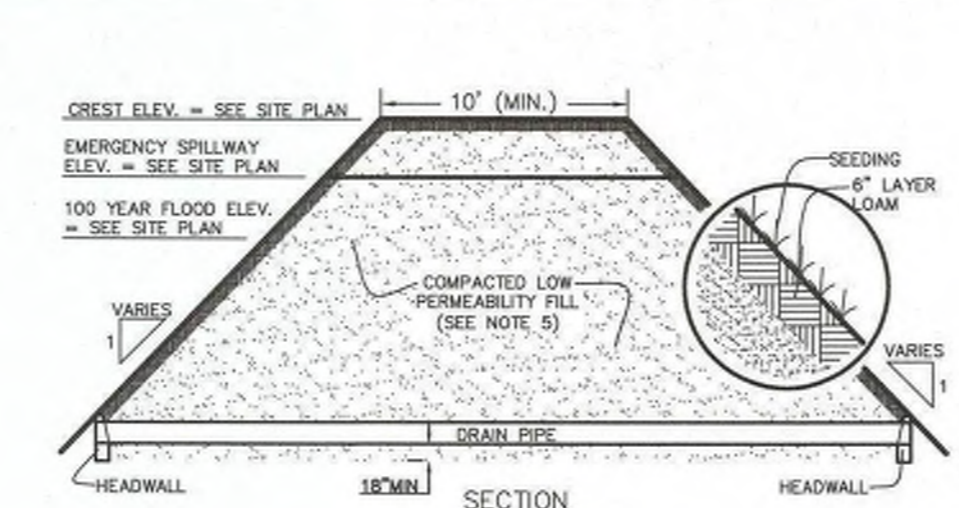 10' (MIN.)
CREST ELEV. = SEE SITE PLAN
EMERGENCY SPILLWAY
ELEV. = SEE SITE PLAN
100 YEAR FLOOD ELEV.
= SEE SITE PLAN
SEEDING
6" LAYER
LOAM
COMPACTED LOW
PERMEABILITY FILL
(SEE NOTE 5)
VARIES
1
VARIES
1
DRAIN PIPE
HEADWALL
18"MIN
HEADWALL
SECTION